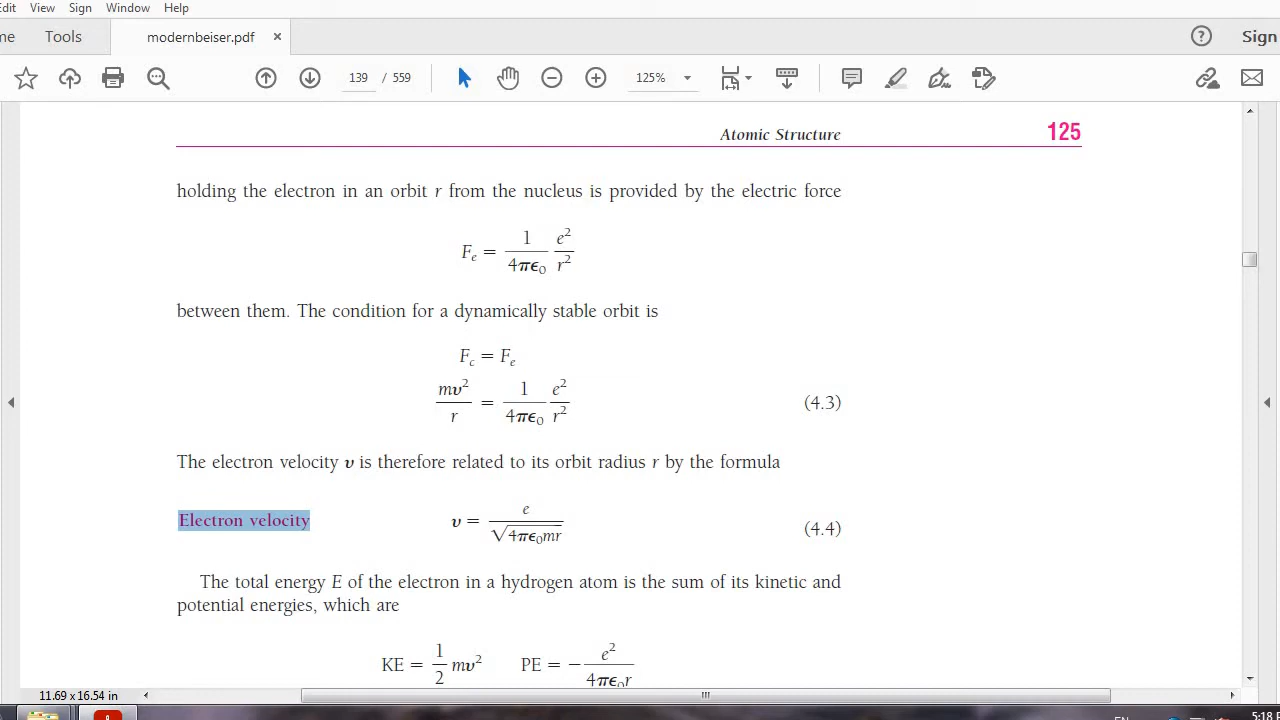 Edit View Sign Window Help
me Tools modernbeiser.pdf × ? Sign
139 / 559 125%
Atomic Structure 125
holding the electron in an orbit r from the nucleus is provided by the electric force
Fₑ = 1/4πϵ₀ e²/r²
between them. The condition for a dynamically stable orbit is
F꜀ = Fₑ
mυ²/r = 1/4πϵ₀ e²/r² (4.3)
The electron velocity υ is therefore related to its orbit radius r by the formula
Electron velocity υ = e/√4πϵ₀mr (4.4)
The total energy E of the electron in a hydrogen atom is the sum of its kinetic and
potential energies, which are
KE = 1/2 mυ² PE = −e²/4πϵ₀r
11.69 x 16.54 in
EN 5:18 P